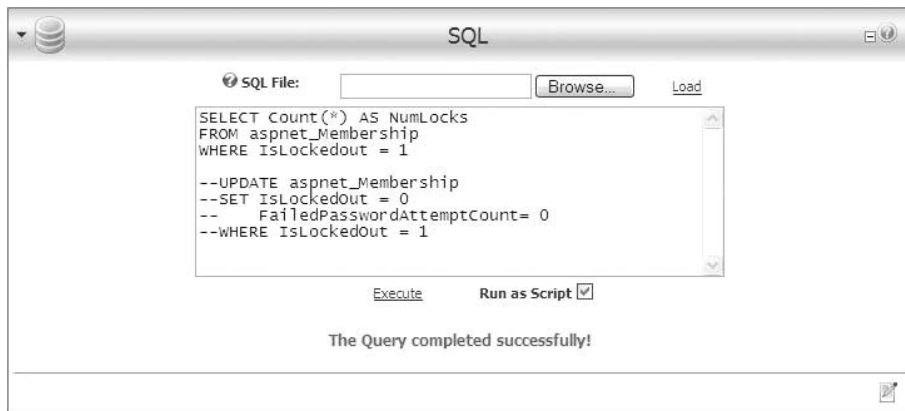 SQL
SQL File:
Browse...
Load
SELECT Count(*) AS NumLocks
FROM aspnet_Membership
WHERE IsLockedout = 1
--UPDATE aspnet_Membership
--SET IsLockedOut = 0
--    FailedPasswordAttemptCount= 0
--WHERE IsLockedOut = 1
Execute
Run as Script
The Query completed successfully!